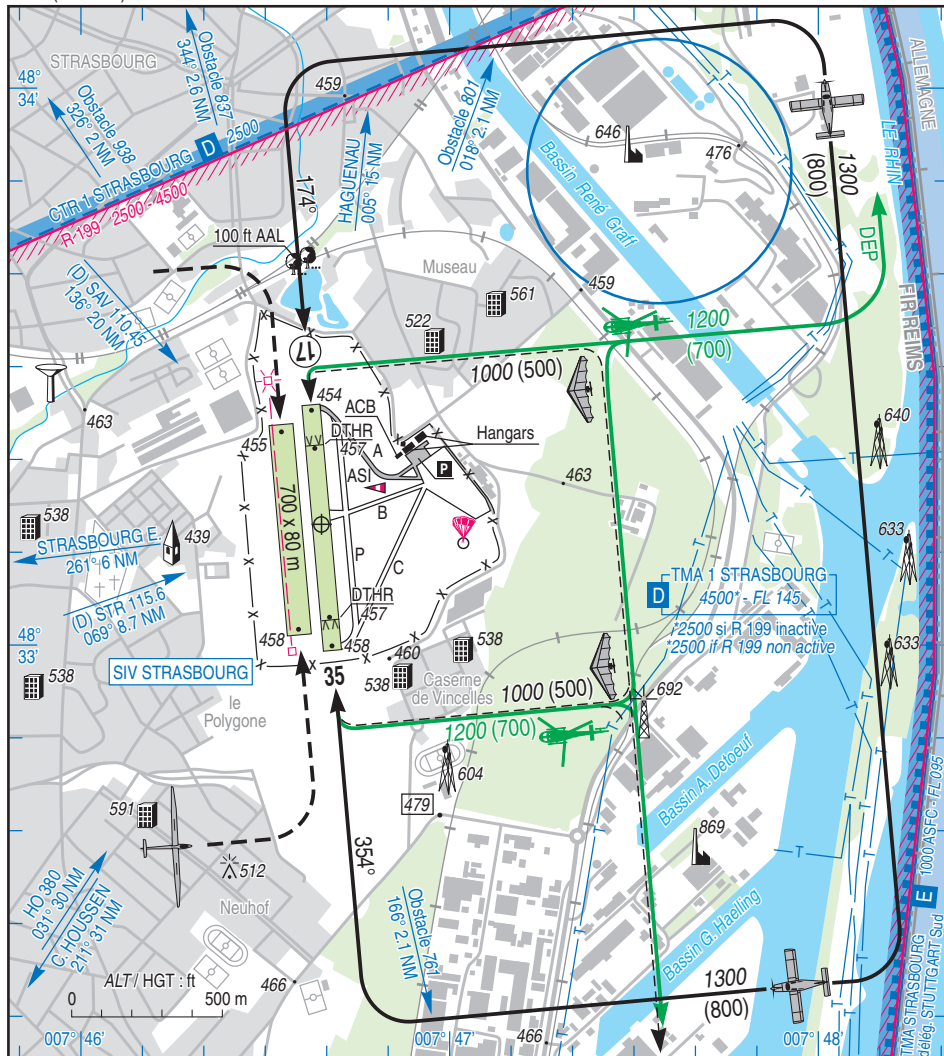 STRASBOURG
48°
34'
Obstacle 837
344° 2.6 NM
Obstacle 938
326° 2 NM
459
Obstacle 801
018° 2.1 NM
CTR 1 STRASBOURG D 2500
R 199 2500 - 4500
HAGUENAU
005° 15 NM
174°
646
476
Bassin René Graff
1300
(800)
ALLEMAGNE
LE RHIN
DEP
FIR REIMS
100 ft AAL
Museau
(D) SAV 110.45
136° 20 NM
561
459
522
1200
(700)
17
1000 (500)
463
454
ACB
DTHR
457
Hangars
455
A
ASI
P
463
640
700 x 80 m
B
538
STRASBOURG E.
261° 6 NM
439
P
C
633
(D) STR 115.6
069° 8.7 NM
DTHR
457
D
TMA 1 STRASBOURG
4500* - FL 145
*2500 si R 199 inactive
*2500 if R 199 non active
48°
33'
458
458
460
538
633
SIV STRASBOURG
538
35
538
Caserne
de Vincelles
1000 (500)
692
le
Polygone
1200 (700)
604
Bassin A. Detoeuf
591
479
869
354°
512
HO 380
031° 30 NM
C. HOUSSEN
211° 31 NM
Neuhof
Obstacle 761
166° 2.1 NM
Bassin G. Haelling
1000 ASFC - FL 095
E
TMA STRASBOURG
délég. STUTTGART Sud
ALT / HGT : ft
0 500 m
466
1300
(800)
466
007° 46'
007° 47'
007° 48'